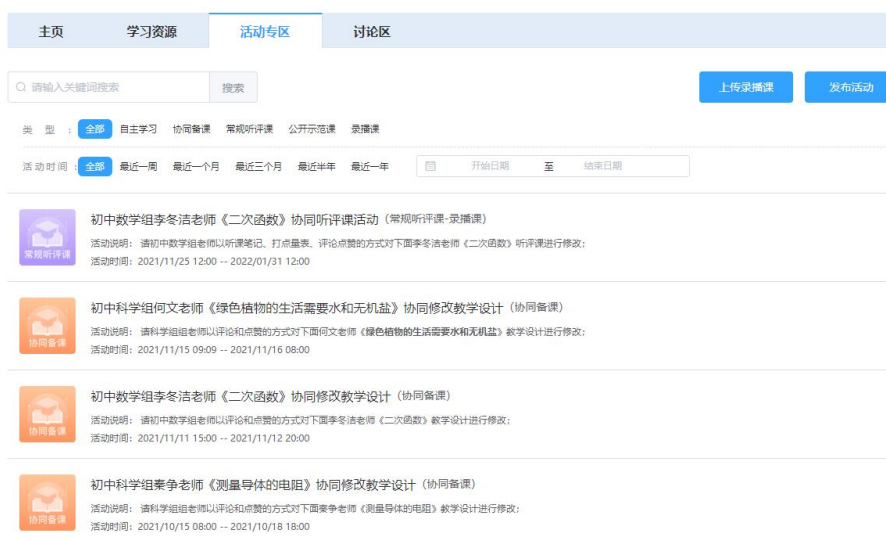 主页 学习资源 活动专区 讨论区
请输入关键词搜索 搜索 上传录播课 发布活动
类 型 : 全部 自主学习 协同备课 常规听评课 公开示范课 录播课
活动时间 : 全部 最近一周 最近一个月 最近三个月 最近半年 最近一年 开始日期 至 结束日期
初中数学组李冬洁老师《二次函数》协同听评课活动（常规听评课-录播课）
活动说明： 请初中数学组老师以听课笔记、打点量表、评论点赞的方式对下面李冬洁老师《二次函数》听评课进行修改；
常规听评课
活动时间：2021/11/25 12:00 -- 2022/01/31 12:00
初中科学组何文老师《绿色植物的生活需要水和无机盐》协同修改教学设计（协同备课）
活动说明： 请科学组组老师以评论和点赞的方式对下面何文老师《绿色植物的生活需要水和无机盐》教学设计进行修改；
协同备课
活动时间：2021/11/15 09:09 -- 2021/11/16 08:00
初中数学组李冬洁老师《二次函数》协同修改教学设计（协同备课）
活动说明： 请初中数学组老师以评论和点赞的方式对下面李冬洁老师《二次函数》教学设计进行修改；
协同备课
活动时间：2021/11/11 15:00 -- 2021/11/12 20:00
初中科学组秦争老师《测量导体的电阻》协同修改教学设计（协同备课）
活动说明： 请科学组组老师以评论和点赞的方式对下面秦争老师《测量导体的电阻》教学设计进行修改；
协同备课
活动时间：2021/10/15 08:00 -- 2021/10/18 18:00